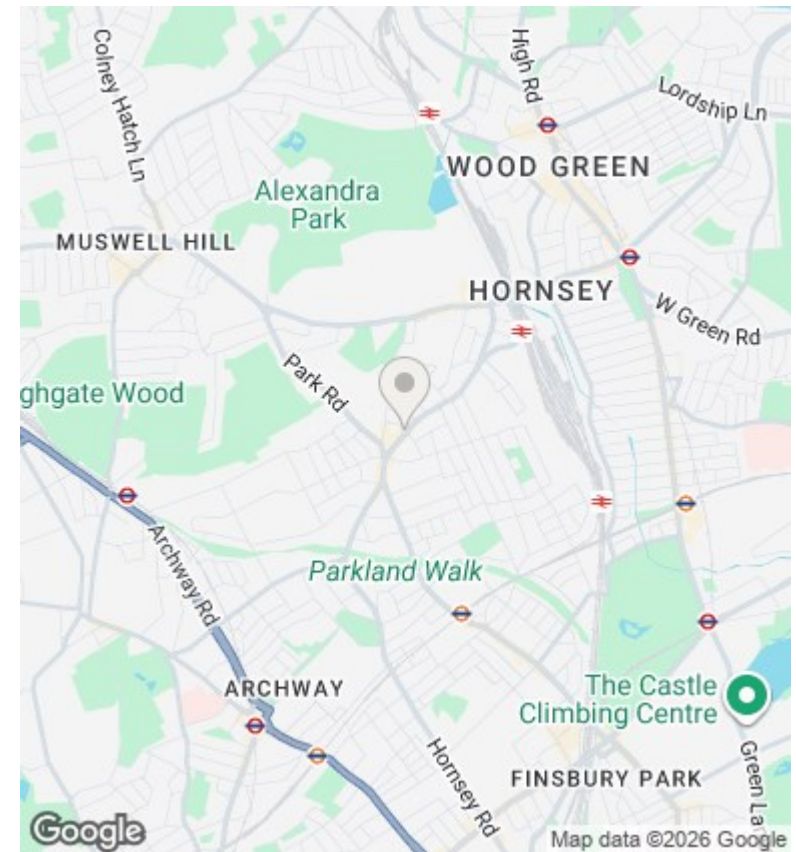 Colney Hatch Ln
High Rd
Lordship Ln
WOOD GREEN
Alexandra
Park
MUSWELL HILL
HORNSEY
W Green Rd
Park Rd
ghgate Wood
Archway Rd
Parkland Walk
ARCHWAY
The Castle
Climbing Centre
Hornsey Rd
Green Lan
FINSBURY PARK
Google
Map data ©2026 Google